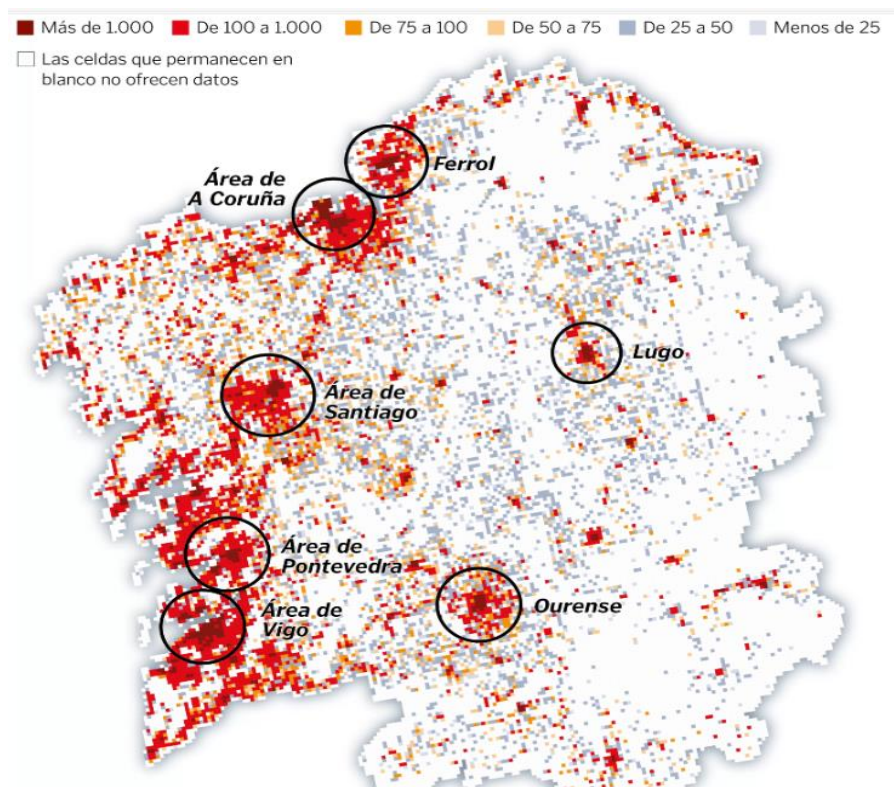 Más de 1.000 De 100 a 1.000 De 75 a 100 De 50 a 75 De 25 a 50 Menos de 25
Las celdas que permanecen en
blanco no ofrecen datos
Ferrol
Área de
A Coruña
Lugo
Área de
Santiago
Área de
Pontevedra
Ourense
Área de
Vigo